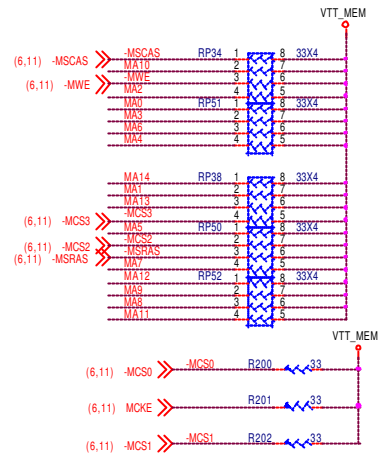 VTT_MEM
-MSCAS RP34 1 8 33X4
(6,11) -MSCAS
MA10 2 7
-MWE 3 6
(6,11) -MWE
MA2 4 5
MA0 RP51 1 8 33X4
MA3 2 7
MA6 3 6
MA4 4 5
MA14 RP38 1 8 33X4
MA1 2 7
MA13 3 6
-MCS3 4 5
(6,11) -MCS3
MA5 RP50 1 8 33X4
-MCS2 2 7
(6,11) -MCS2
-MSRAS 3 6
(6,11) -MSRAS
MA7 4 5
MA12 RP52 1 8 33X4
MA9 2 7
MA8 3 6
MA11 4 5
VTT_MEM
-MCS0 R200 33
(6,11) -MCS0
R201 33
(6,11) MCKE
-MCS1 R202 33
(6,11) -MCS1